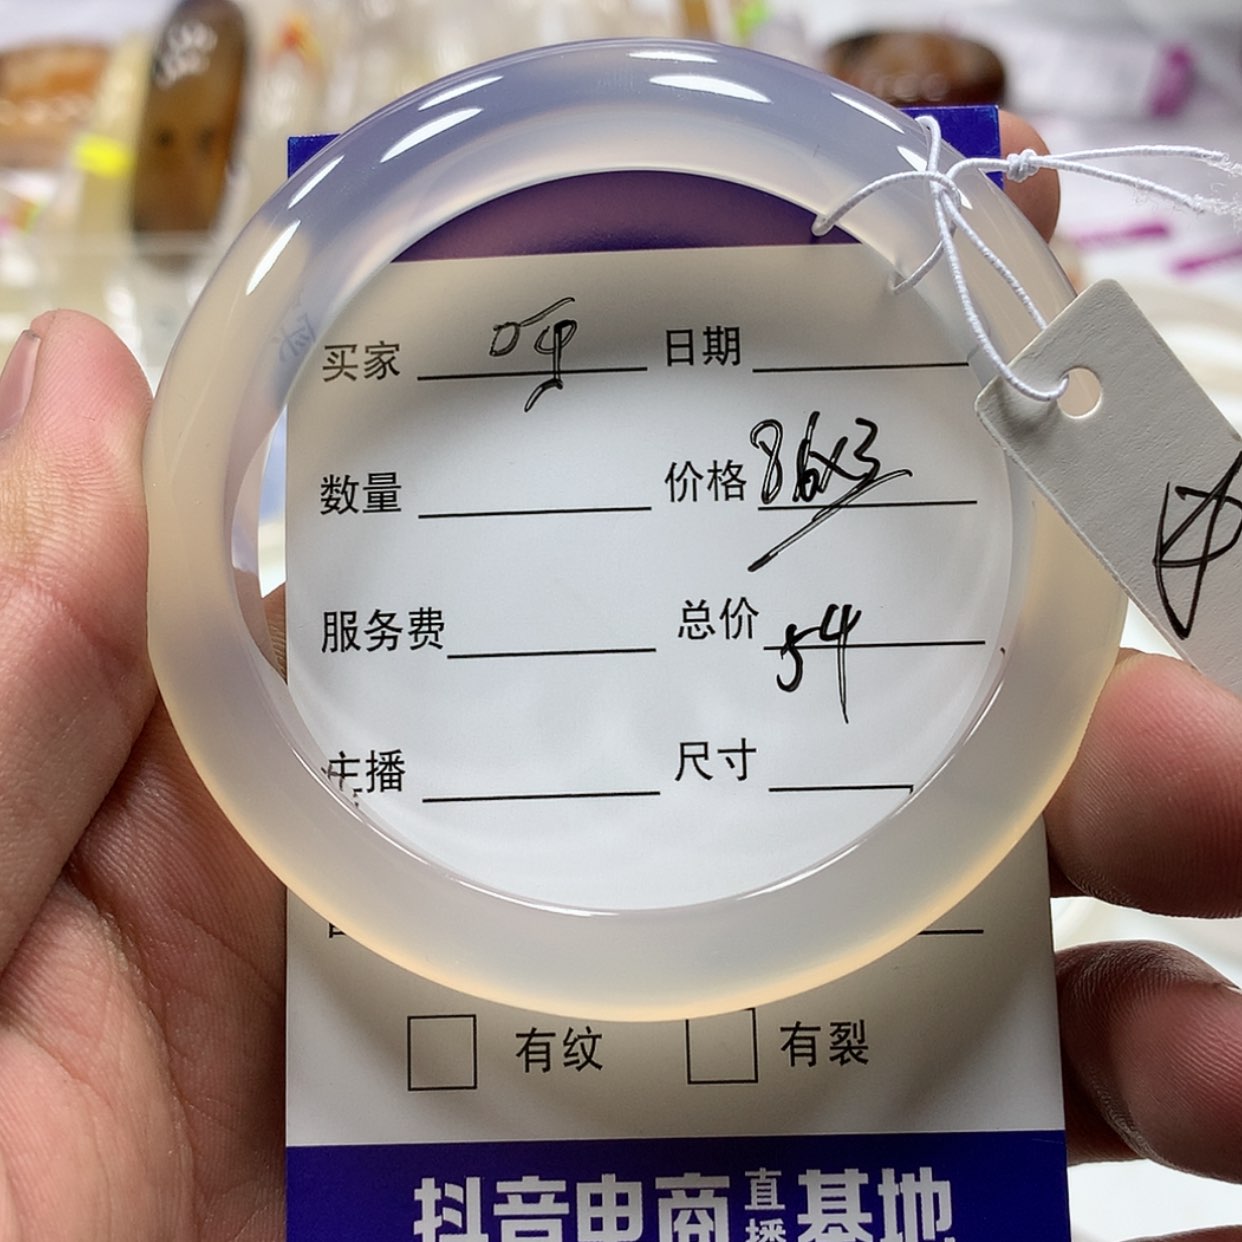 买家 日期
数量 价格 86x3
服务费 总价 54
主播 尺寸
有纹 有裂
抖音电商直播基地